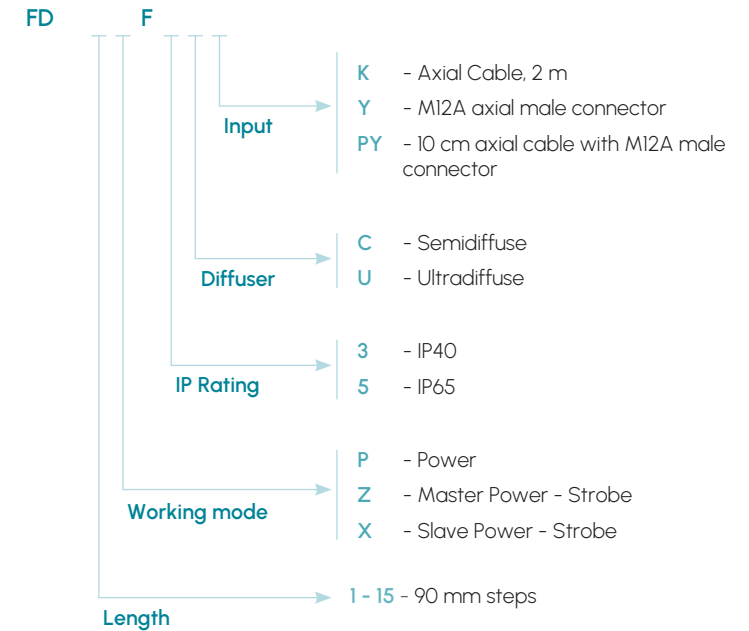 FD F
K - Axial Cable, 2 m
Y - M12A axial male connector
Input
PY - 10 cm axial cable with M12A male
connector
C - Semidiffuse
Diffuser
U - Ultradiffuse
3 - IP40
IP Rating
5 - IP65
P - Power
Z - Master Power - Strobe
Working mode
X - Slave Power - Strobe
1 - 15 - 90 mm steps
Length